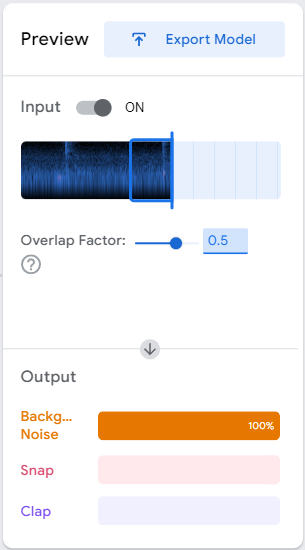 Preview
Export Model
Input ON
Overlap Factor: 0.5
Output
Backg...
Noise
100%
Snap
Clap